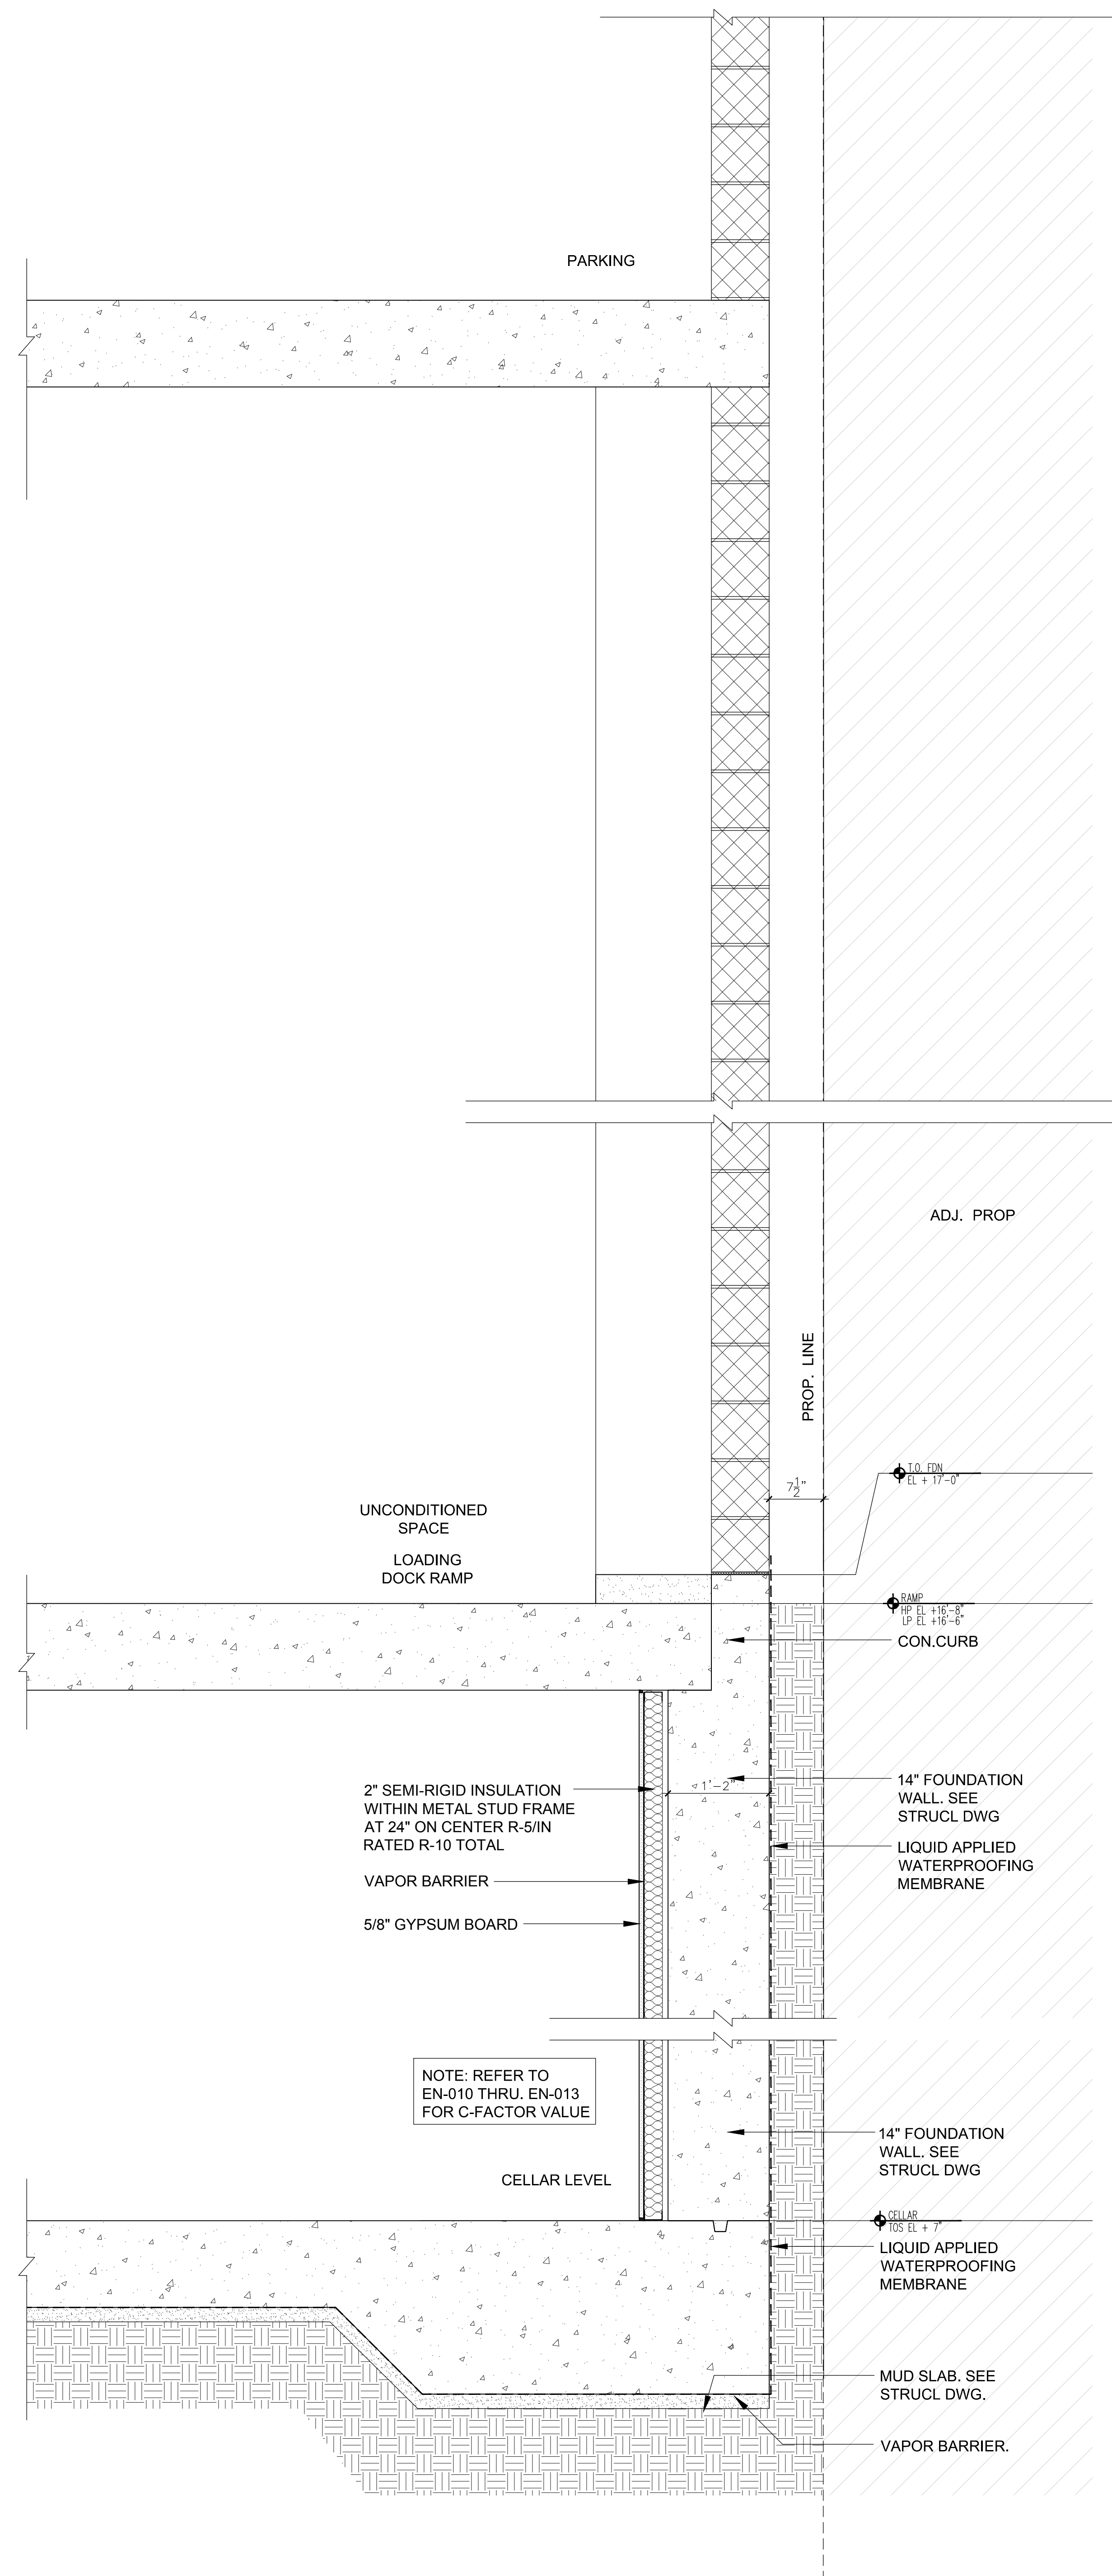 PARKING
ADJ. PROP
PROP. LINE
T.O. FDN
EL + 17'-0"
7 1/2"
UNCONDITIONED
SPACE
LOADING
DOCK RAMP
RAMP
HP EL +16'-8"
LP EL +16'-6"
CON.CURB
2" SEMI-RIGID INSULATION
WITHIN METAL STUD FRAME
AT 24" ON CENTER R-5/IN
RATED R-10 TOTAL
1'-2"
14" FOUNDATION
WALL. SEE
STRUCL DWG
LIQUID APPLIED
WATERPROOFING
MEMBRANE
VAPOR BARRIER
5/8" GYPSUM BOARD
NOTE: REFER TO
EN-010 THRU. EN-013
FOR C-FACTOR VALUE
14" FOUNDATION
WALL. SEE
STRUCL DWG
CELLAR LEVEL
CELLAR
TOS EL + 7"
LIQUID APPLIED
WATERPROOFING
MEMBRANE
MUD SLAB. SEE
STRUCL DWG.
VAPOR BARRIER.